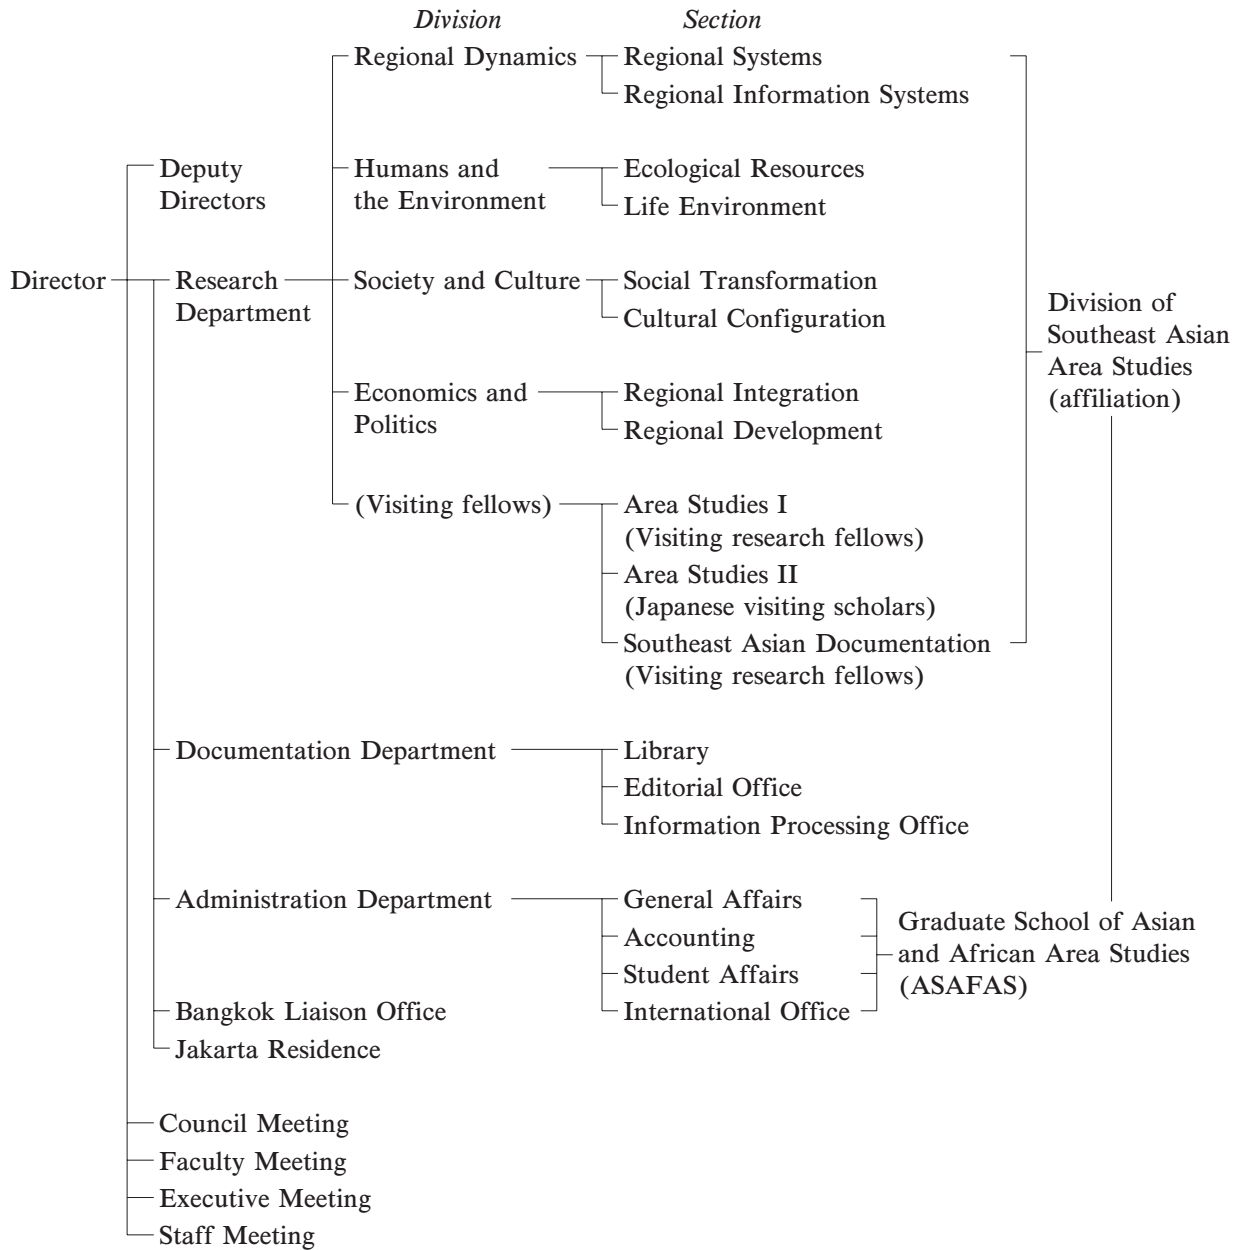 Division
Section
Regional Dynamics
Regional Systems
Regional Information Systems
Deputy
Directors
Humans and
the Environment
Ecological Resources
Life Environment
Director
Research
Department
Society and Culture
Social Transformation
Cultural Configuration
Division of
Southeast Asian
Area Studies
(affiliation)
Economics and
Politics
Regional Integration
Regional Development
(Visiting fellows)
Area Studies I
(Visiting research fellows)
Area Studies II
(Japanese visiting scholars)
Southeast Asian Documentation
(Visiting research fellows)
Documentation Department
Library
Editorial Office
Information Processing Office
Administration Department
General Affairs
Accounting
Student Affairs
International Office
Graduate School of Asian
and African Area Studies
(ASAFAS)
Bangkok Liaison Office
Jakarta Residence
Council Meeting
Faculty Meeting
Executive Meeting
Staff Meeting